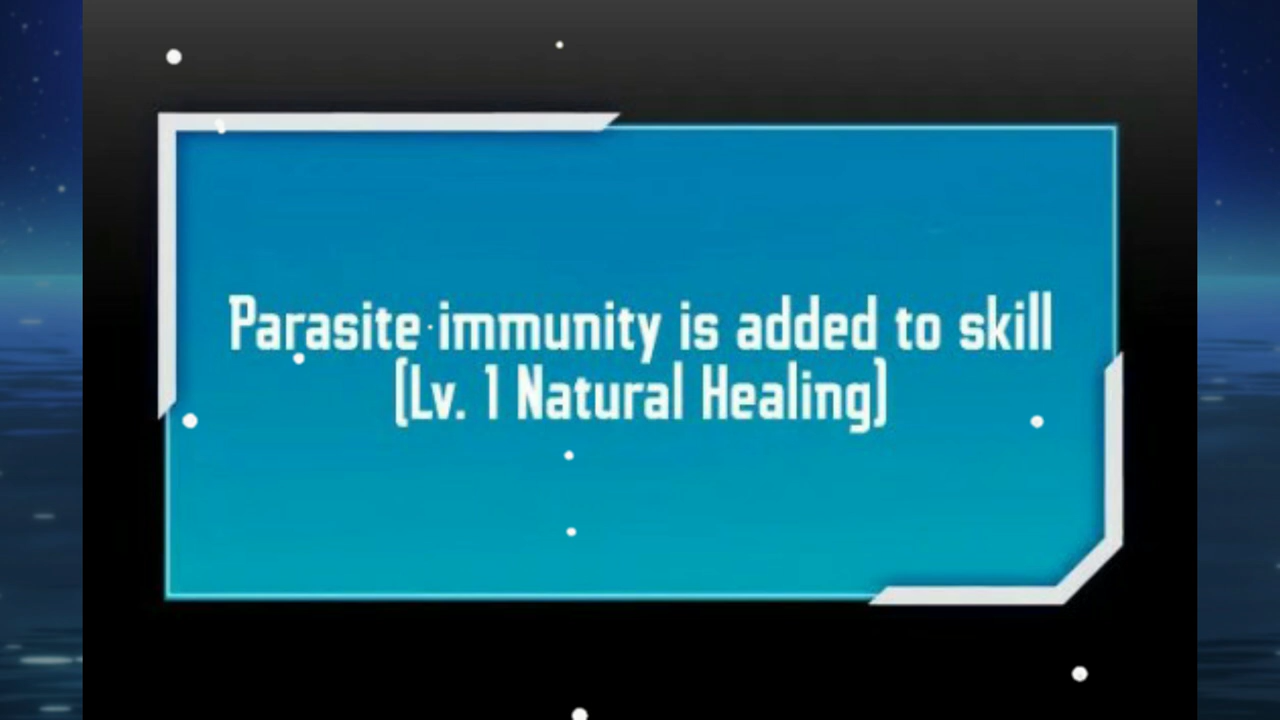 Parasite immunity is added to skill
(Lv. 1 Natural Healing)